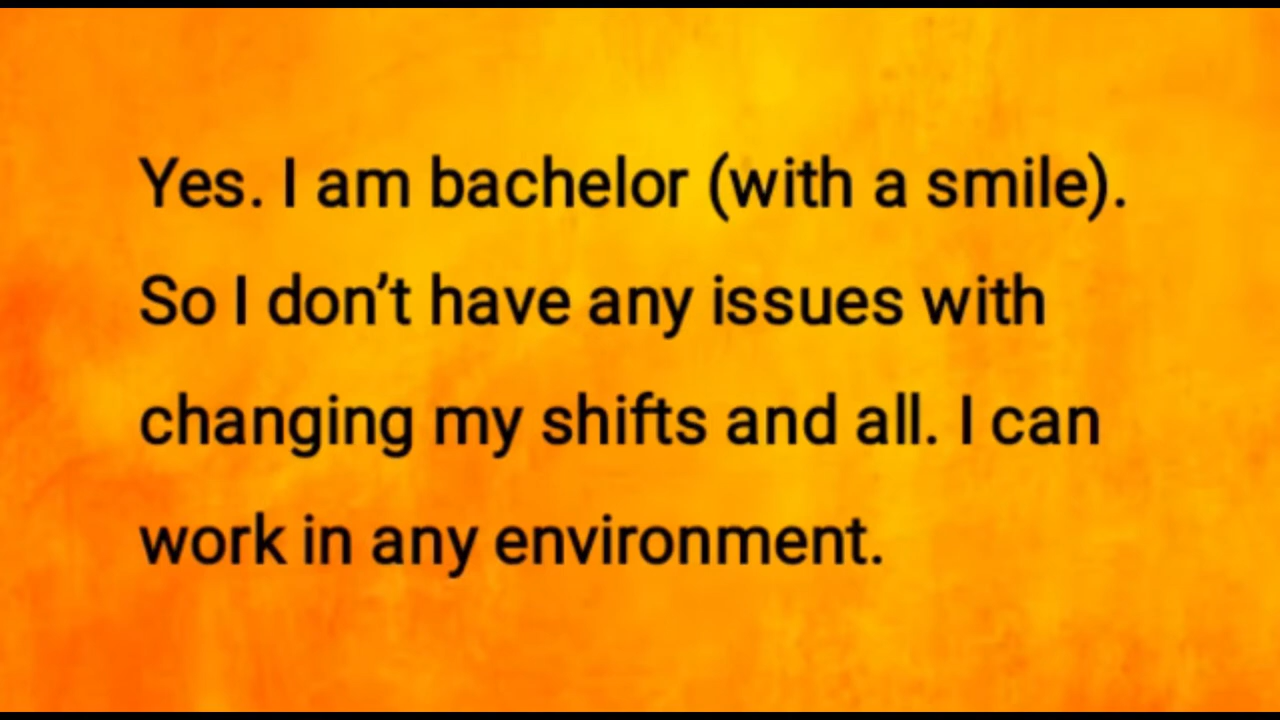 Yes. I am bachelor (with a smile).
So I don’t have any issues with
changing my shifts and all. I can
work in any environment.